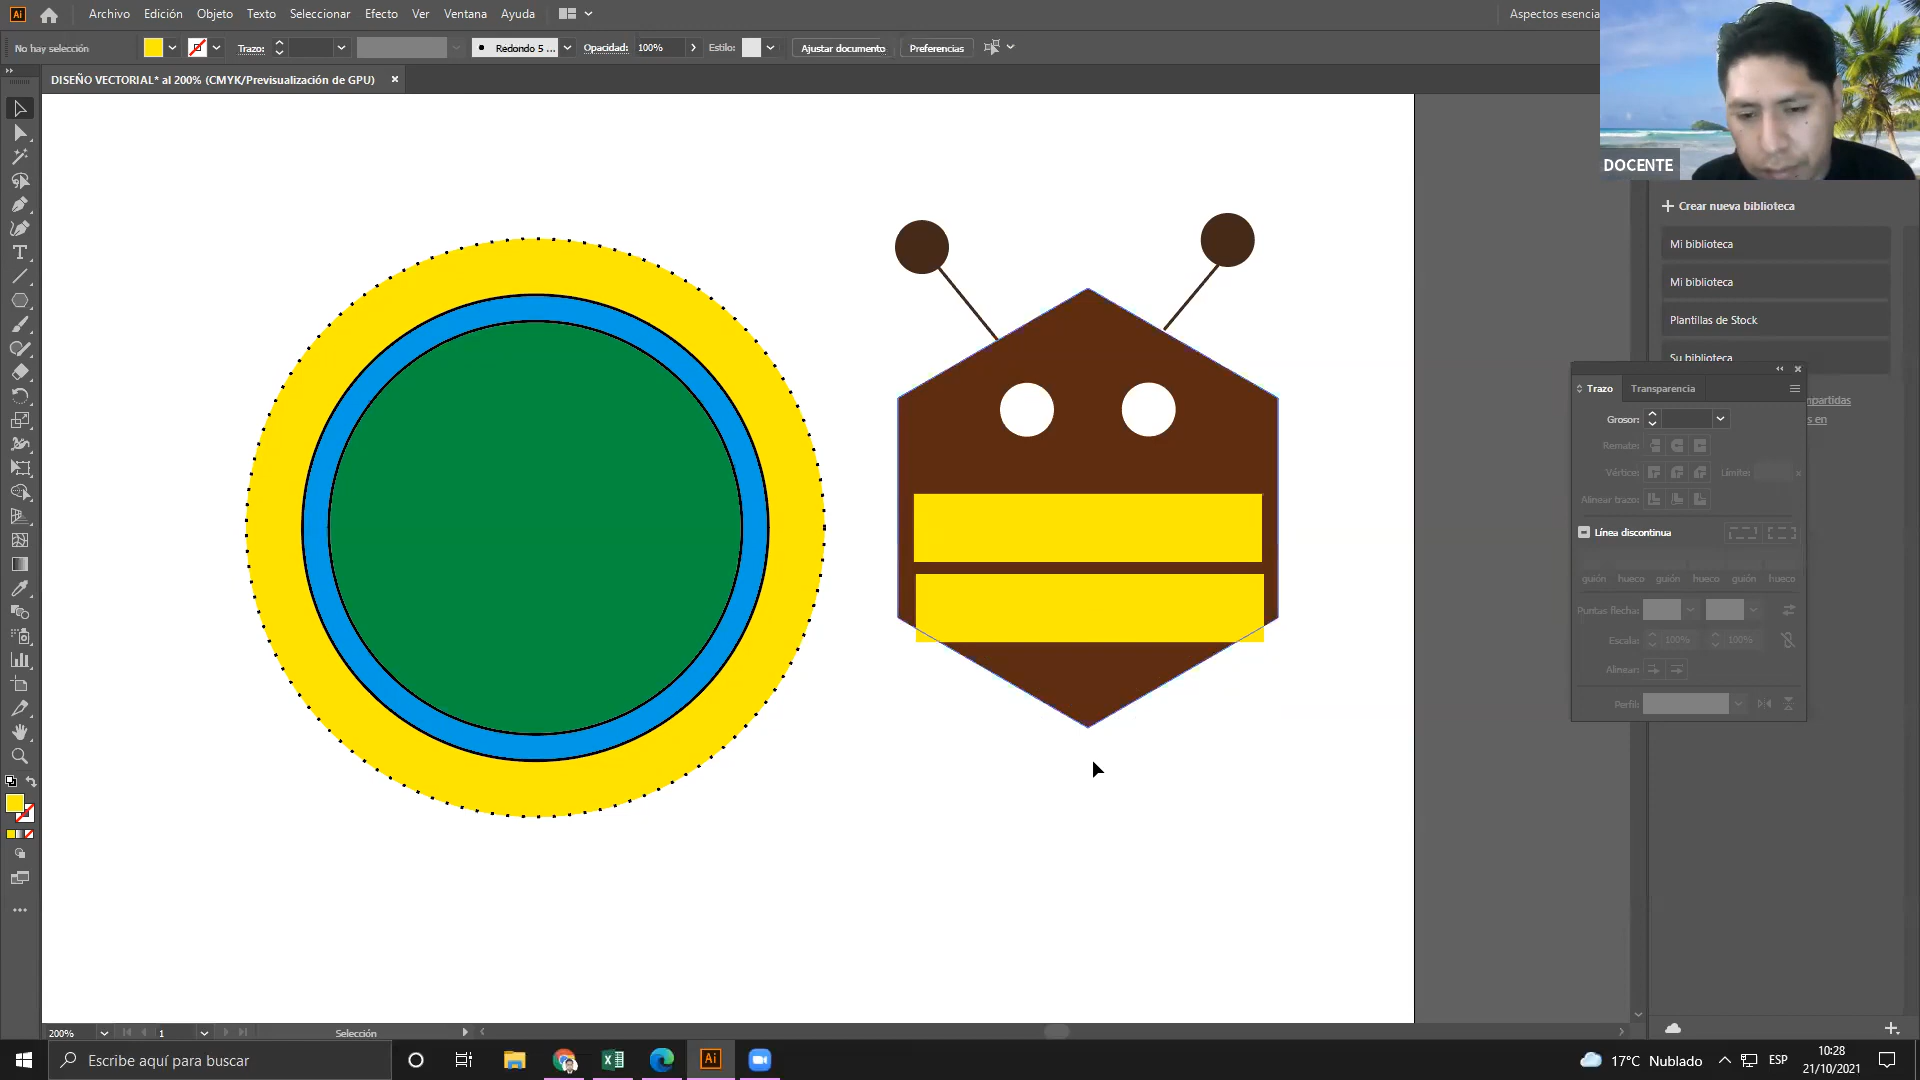 Ai Archivo Edición Objeto Texto Seleccionar Efecto Ver Ventana Ayuda Aspectos esencia
No hay selección Trazo: Redondo 5 ... Opacidad: 100% Estilo: Ajustar documento Preferencias
DISEÑO VECTORIAL* al 200% (CMYK/Previsualización de GPU)
DOCENTE
Crear nueva biblioteca
Mi biblioteca
Mi biblioteca
Plantillas de Stock
Su biblioteca
Trazo Transparencia
mpartidas
Grosor:
s en
Remate:
Vértice: Límite: x
Alinear trazo:
Línea discontinua
guión hueco guión hueco guión hueco
Puntas flecha:
Escala: 100% 100%
Alinear:
Perfil:
200% 1 Selección
Escribe aquí para buscar
Ai
17°C Nublado ESP
10:28
21/10/2021